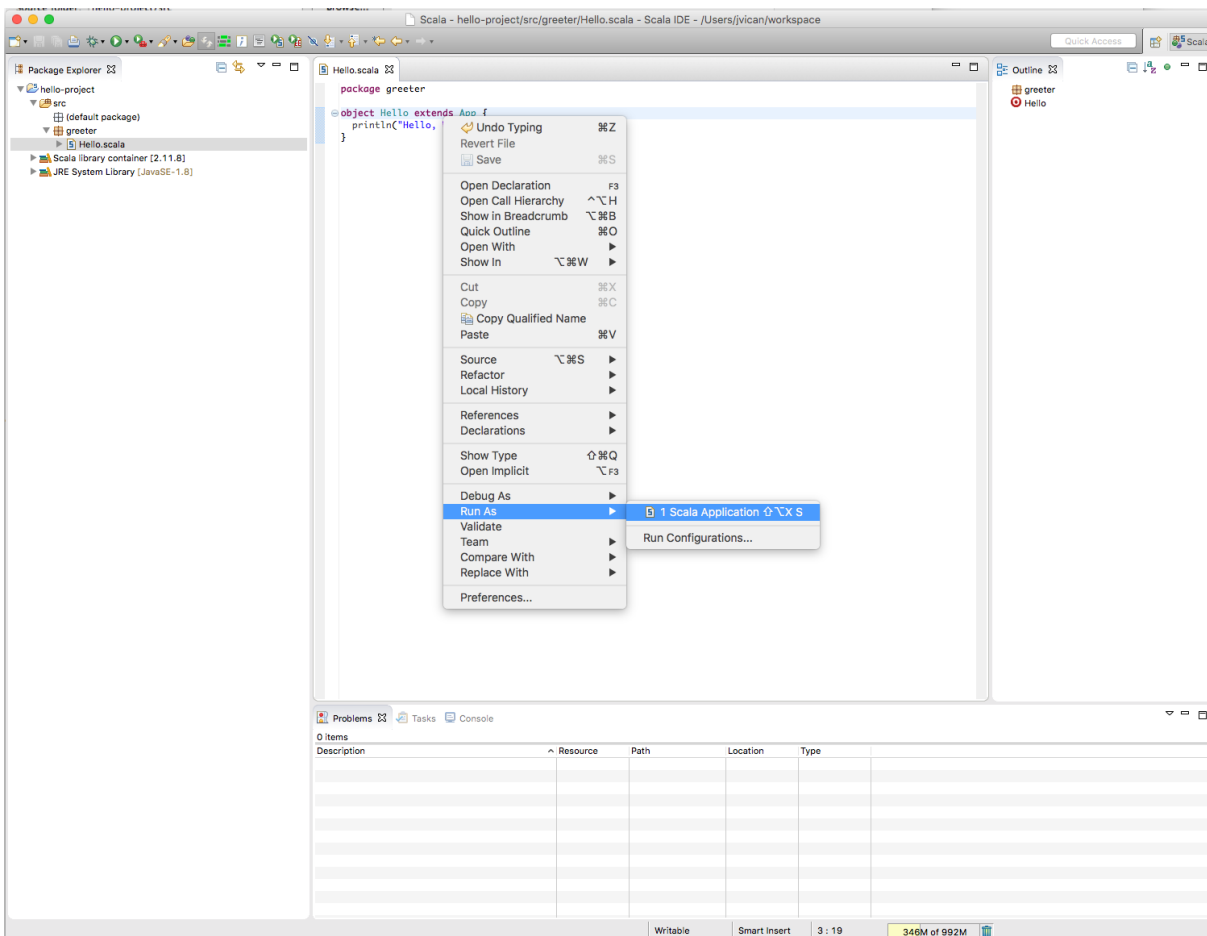 Scala - hello-project/src/greeter/Hello.scala - Scala IDE - /Users/jvican/workspace
Quick Access
Scala
Package Explorer
hello-project
src
(default package)
greeter
Hello.scala
Scala library container [2.11.8]
JRE System Library [JavaSE-1.8]
Hello.scala
package greeter
object Hello extends App {
println("Hello,
}
Undo Typing ⌘Z
Revert File
Save ⌘S
Open Declaration F3
Open Call Hierarchy ^⌥H
Show in Breadcrumb ⌥⌘B
Quick Outline ⌘O
Open With
Show In ⌥⌘W
Cut ⌘X
Copy ⌘C
Copy Qualified Name
Paste ⌘V
Source ⌥⌘S
Refactor
Local History
References
Declarations
Show Type ⇧⌘Q
Open Implicit ⌥F3
Debug As
Run As
Validate
Team
Compare With
Replace With
Preferences...
1 Scala Application ⇧⌥X S
Run Configurations...
Outline
greeter
Hello
Problems Tasks Console
0 items
Description Resource Path Location Type
Writable Smart Insert 3 : 19 346M of 992M